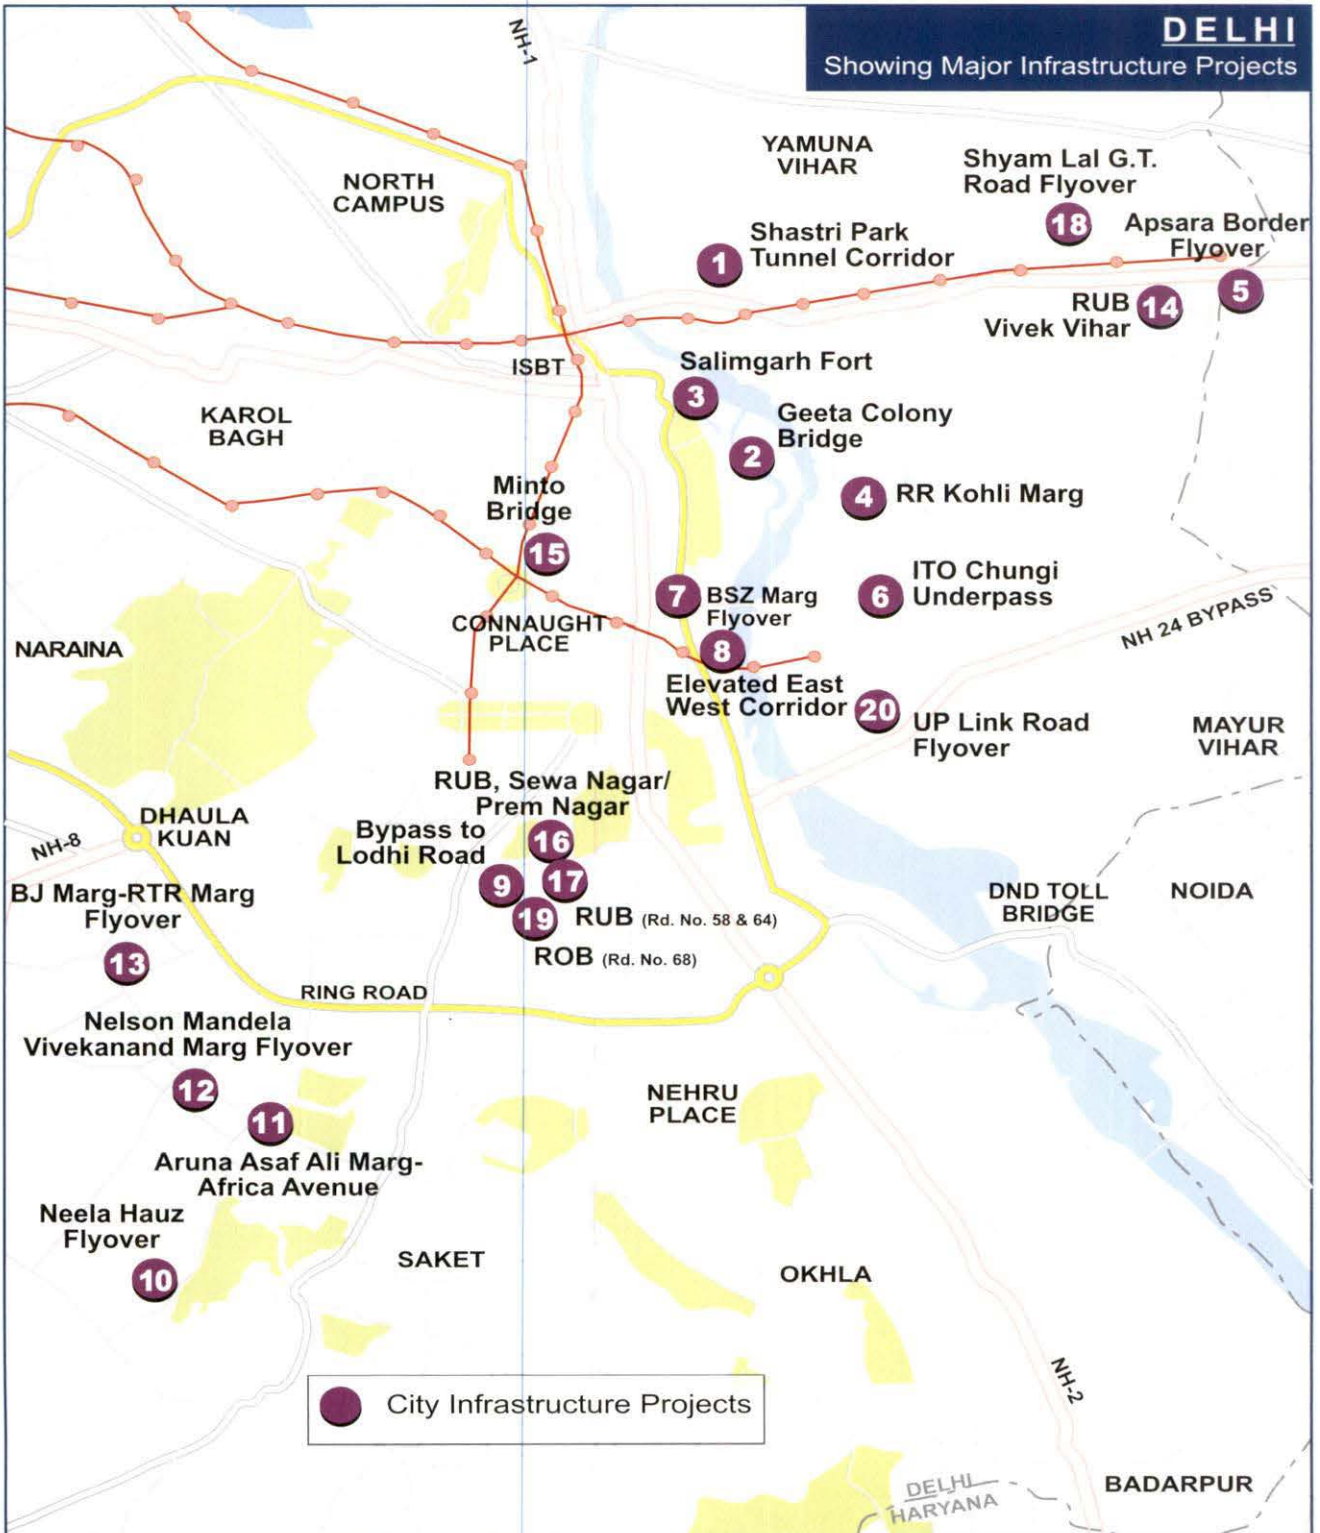 DELHI
Showing Major Infrastructure Projects
NH-1
YAMUNA
VIHAR
Shyam Lal G.T.
Road Flyover
18
NORTH
CAMPUS
Shastri Park
Tunnel Corridor
1
Apsara Border
Flyover
5
RUB
Vivek Vihar
14
ISBT
Salimgarh Fort
3
KAROL
BAGH
Geeta Colony
Bridge
2
Minto
Bridge
15
4
RR Kohli Marg
ITO Chungi
Underpass
6
7
BSZ Marg
Flyover
NH 24 BYPASS
CONNAUGHT
PLACE
NARAINA
8
Elevated East
West Corridor
20
UP Link Road
Flyover
MAYUR
VIHAR
RUB, Sewa Nagar/
Prem Nagar
16
DHAULA
KUAN
NH-8
Bypass to
Lodhi Road
9
17
RUB (Rd. No. 58 & 64)
19
ROB (Rd. No. 68)
BJ Marg-RTR Marg
Flyover
13
DND TOLL
BRIDGE
NOIDA
RING ROAD
Nelson Mandela
Vivekanand Marg Flyover
12
11
Aruna Asaf Ali Marg-
Africa Avenue
NEHRU
PLACE
Neela Hauz
Flyover
10
SAKET
OKHLA
NH-2
City Infrastructure Projects
DELHI
HARYANA
BADARPUR